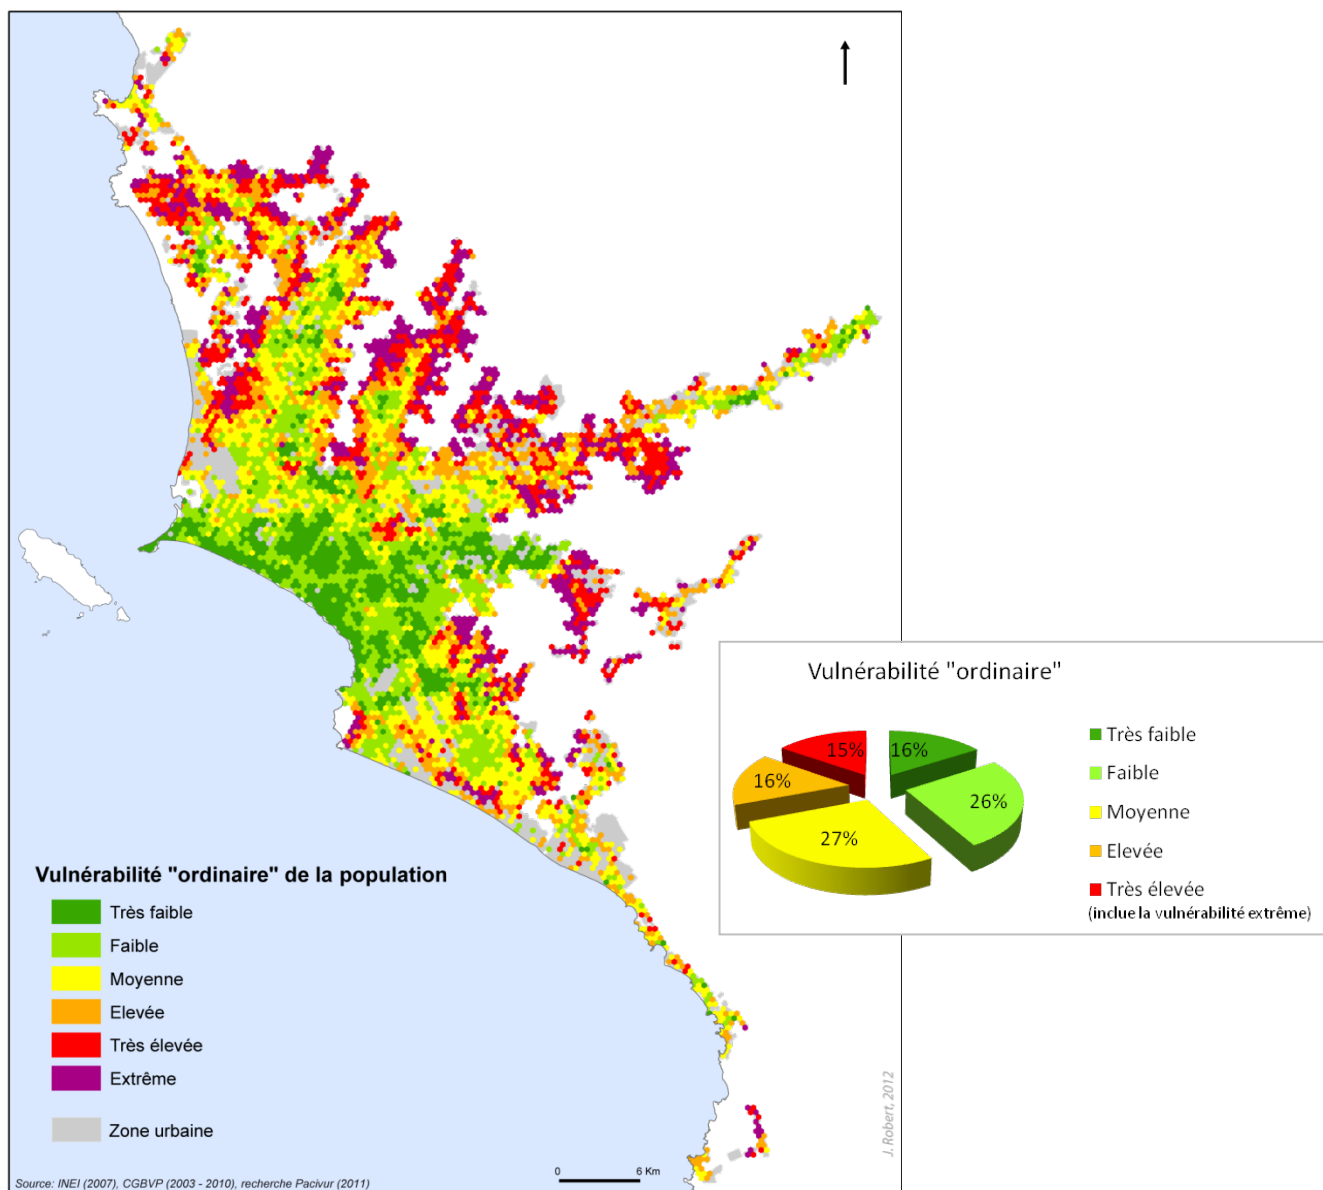 Vulnérabilité "ordinaire"
16%
26%
27%
16%
15%
Très faible
Faible
Moyenne
Elevée
Très élevée
(inclue la vulnérabilité extrême)
Vulnérabilité "ordinaire" de la population
Très faible
Faible
Moyenne
Elevée
Très élevée
Extrême
Zone urbaine
0 6 Km
J. Robert, 2012
Source: INEI (2007), CGBVP (2003 - 2010), recherche Pacivur (2011)